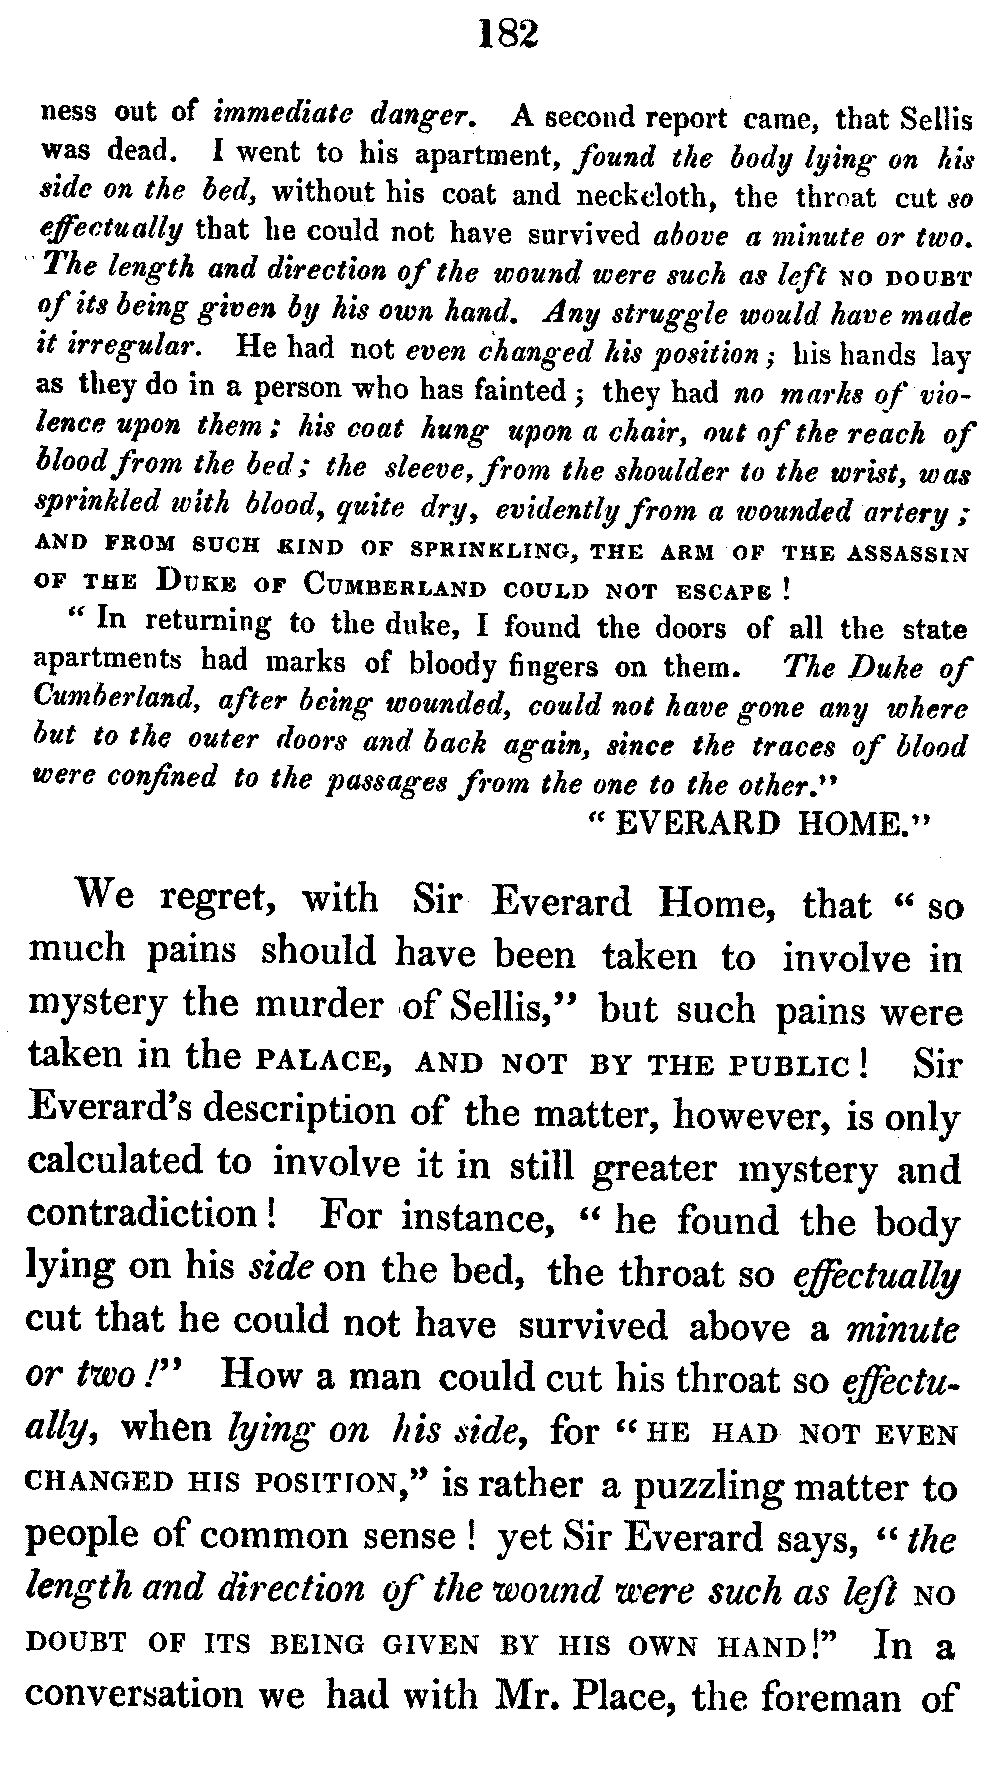 182
ness out of immediate danger. A second report came, that Sellis
was dead. I went to his apartment, found the body lying on his
side on the bed, without his coat and neckcloth, the throat cut so
effectually that he could not have survived above a minute or two.
The length and direction of the wound were such as left NO DOUBT
of its being given by his own hand. Any struggle would have made
it irregular. He had not even changed his position; his hands lay
as they do in a person who has fainted; they had no marks of vio-
lence upon them; his coat hung upon a chair, out of the reach of
blood from the bed; the sleeve, from the shoulder to the wrist, was
sprinkled with blood, quite dry, evidently from a wounded artery;
AND FROM SUCH KIND OF SPRINKLING, THE ARM OF THE ASSASSIN
OF THE DUKE OF CUMBERLAND COULD NOT ESCAPE!
"In returning to the duke, I found the doors of all the state
apartments had marks of bloody fingers on them. The Duke of
Cumberland, after being wounded, could not have gone any where
but to the outer doors and back again, since the traces of blood
were confined to the passages from the one to the other."
"EVERARD HOME."
We regret, with Sir Everard Home, that "so
much pains should have been taken to involve in
mystery the murder of Sellis," but such pains were
taken in the PALACE, AND NOT BY THE PUBLIC! Sir
Everard's description of the matter, however, is only
calculated to involve it in still greater mystery and
contradiction! For instance, "he found the body
lying on his side on the bed, the throat so effectually
cut that he could not have survived above a minute
or two!" How a man could cut his throat so effectu-
ally, when lying on his side, for "HE HAD NOT EVEN
CHANGED HIS POSITION," is rather a puzzling matter to
people of common sense! yet Sir Everard says, "the
length and direction of the wound were such as left NO
DOUBT OF ITS BEING GIVEN BY HIS OWN HAND!" In a
conversation we had with Mr. Place, the foreman of